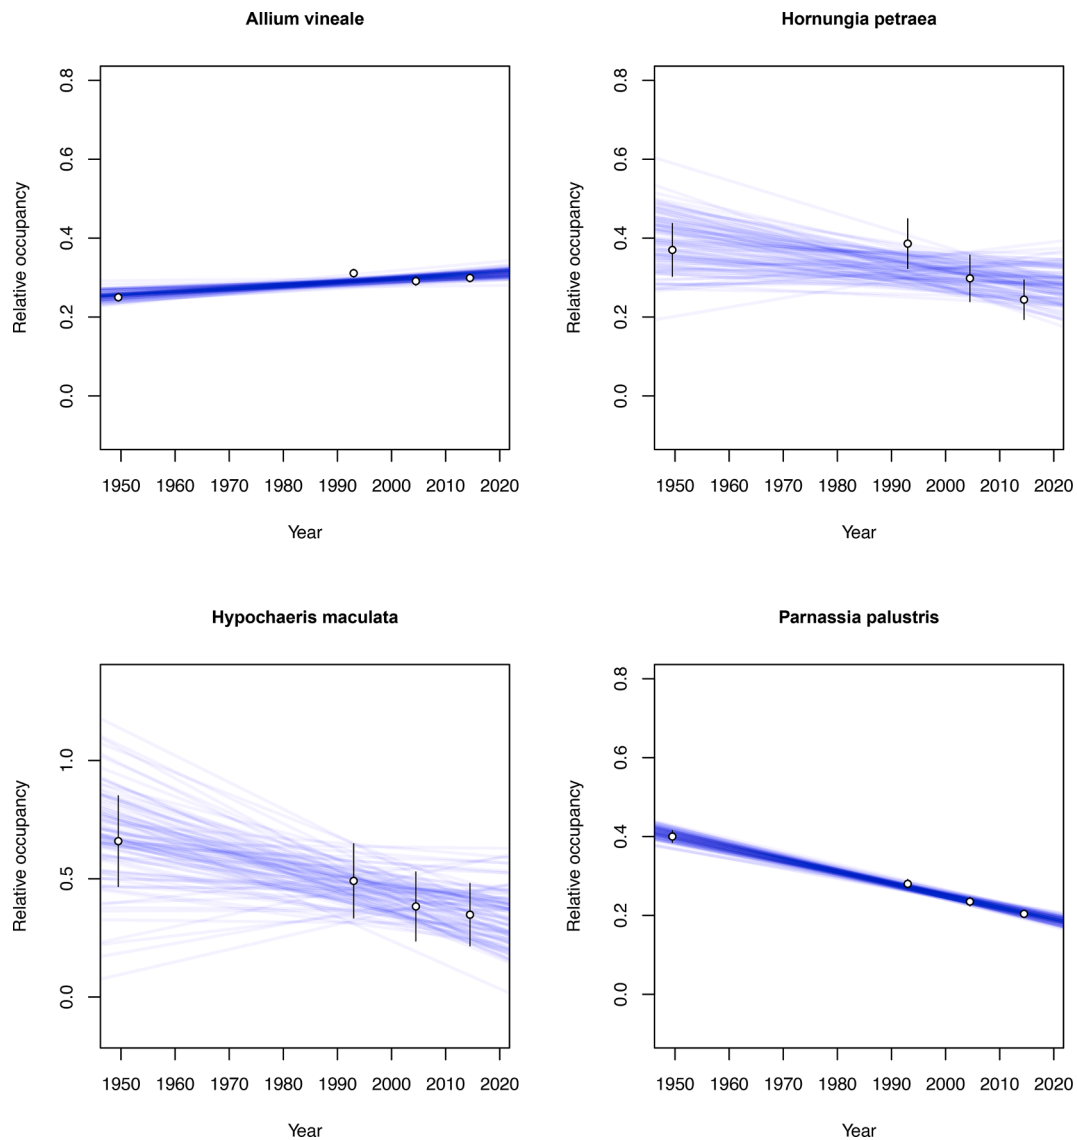 Allium vineale
Relative occupancy
0.8
0.6
0.4
0.2
0.0
1950 1960 1970 1980 1990 2000 2010 2020
Year
Hornungia petraea
Relative occupancy
0.8
0.6
0.4
0.2
0.0
1950 1960 1970 1980 1990 2000 2010 2020
Year
Hypochaeris maculata
Relative occupancy
1.0
0.5
0.0
1950 1960 1970 1980 1990 2000 2010 2020
Year
Parnassia palustris
Relative occupancy
0.8
0.6
0.4
0.2
0.0
1950 1960 1970 1980 1990 2000 2010 2020
Year